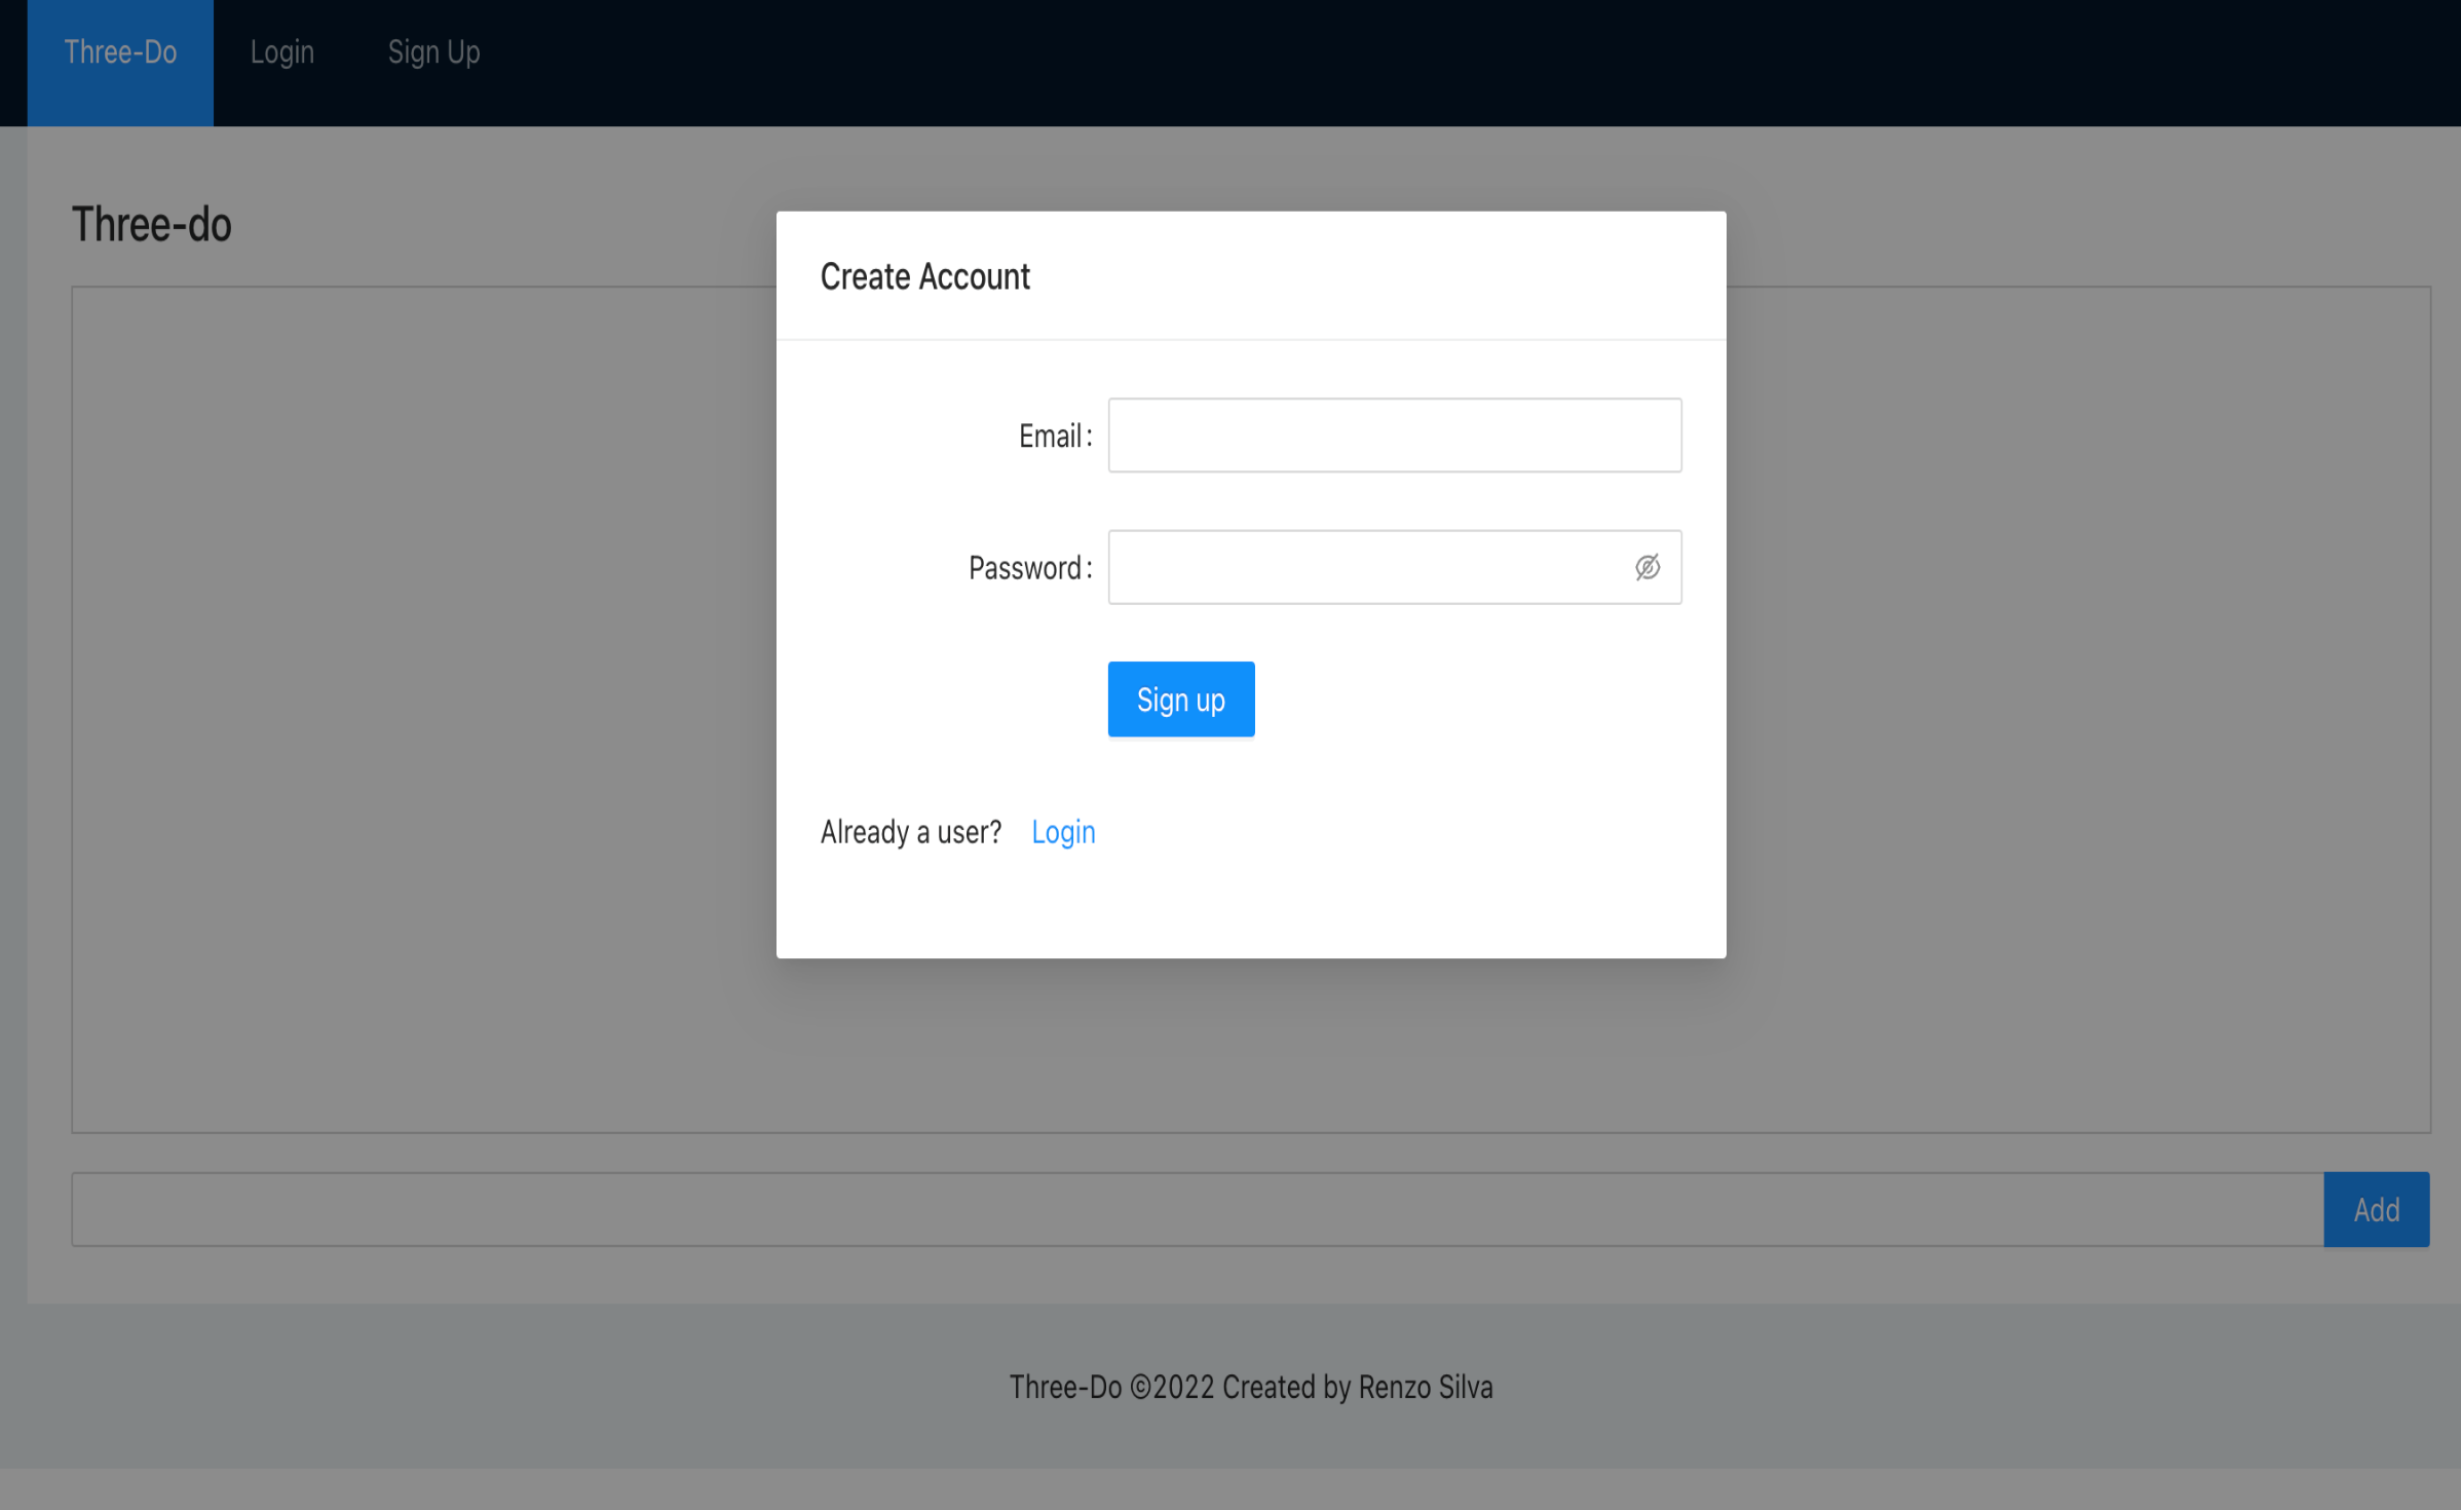 Three-Do Login Sign Up
Three-do
Create Account
Email :
Password :
Sign up
Already a user? Login
Add
Three-Do ©2022 Created by Renzo Silva